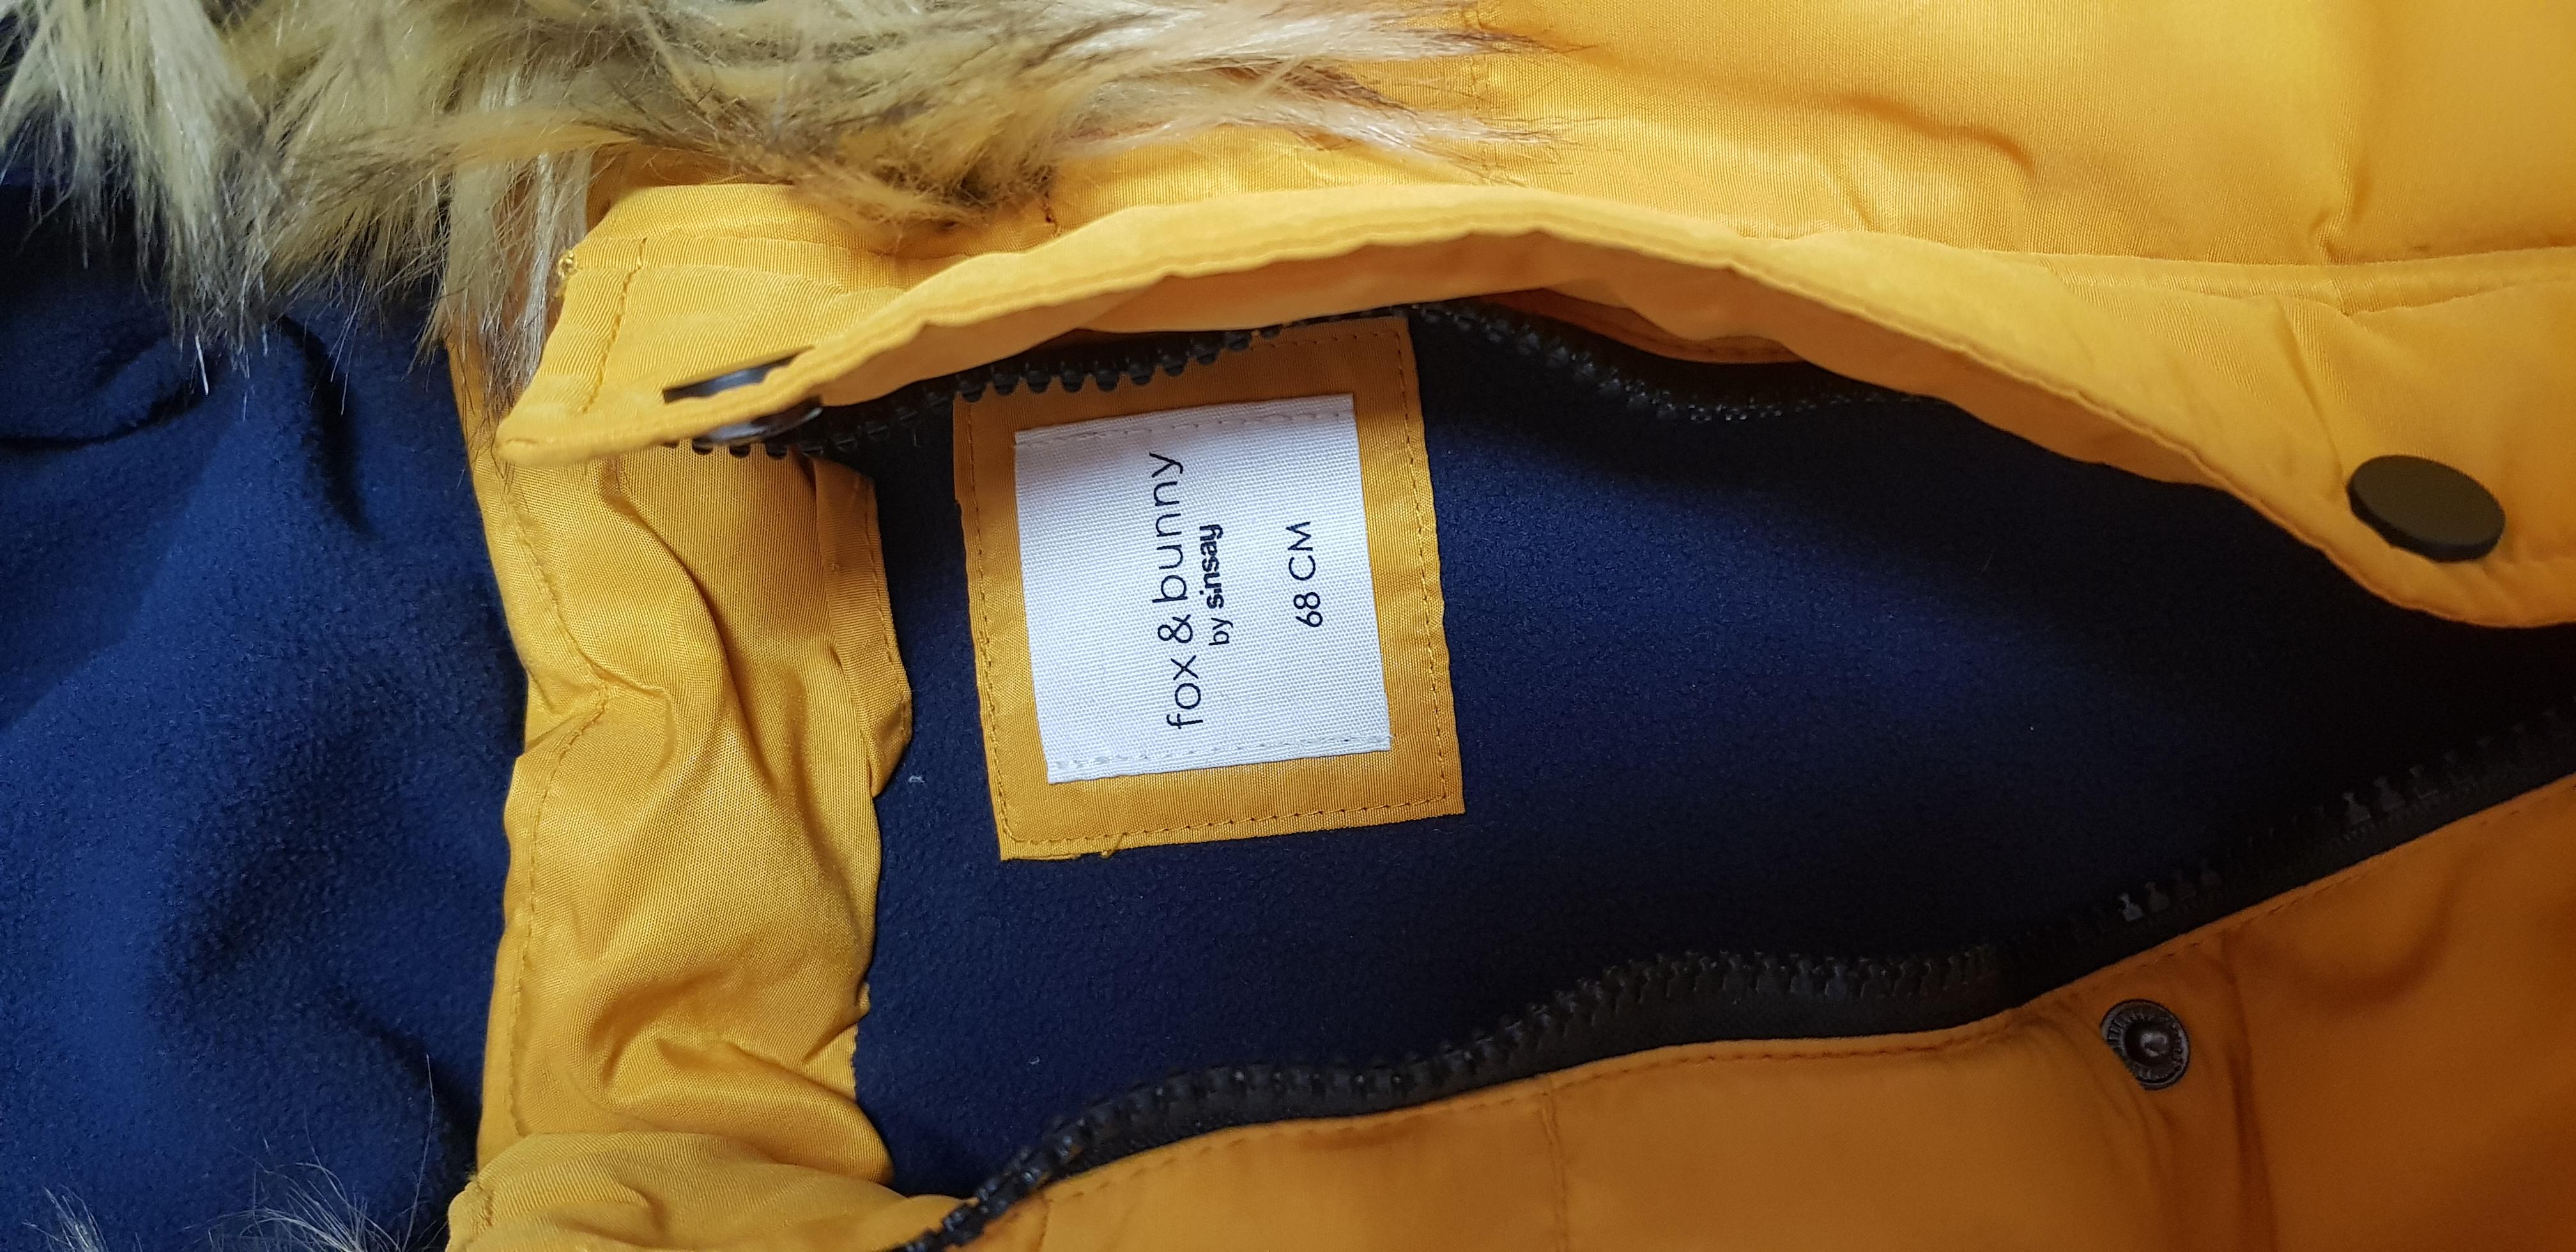 fox & bunny
by sinsay
68 CM